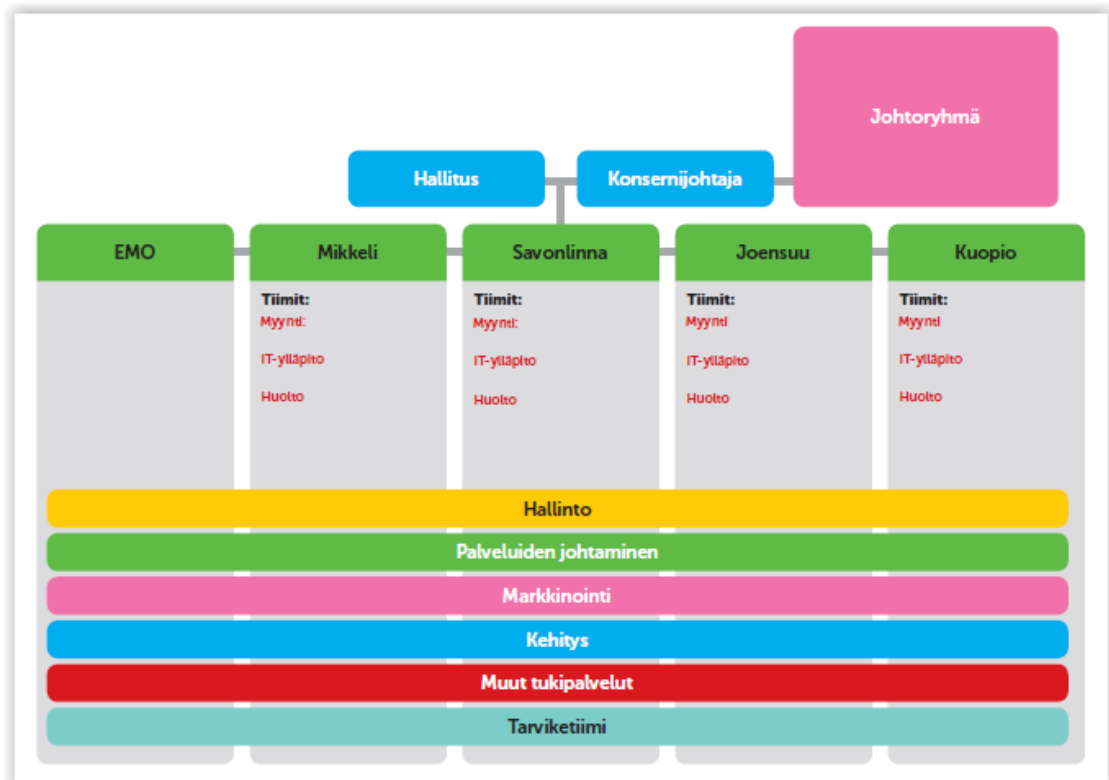 Johtoryhmä
Hallitus
Konsernijohtaja
EMO
Mikkeli
Savonlinna
Joensuu
Kuopio
Tiimit:
Myynti:
IT-ylläpito
Huolto
Tiimit:
Myynti:
IT-ylläpito
Huolto
Tiimit:
Myynti
IT-ylläpito
Huolto
Tiimit:
Myynti
IT-ylläpito
Huolto
Hallinto
Palveluiden johtaminen
Markkinointi
Kehitys
Muut tukipalvelut
Tarviketiimi